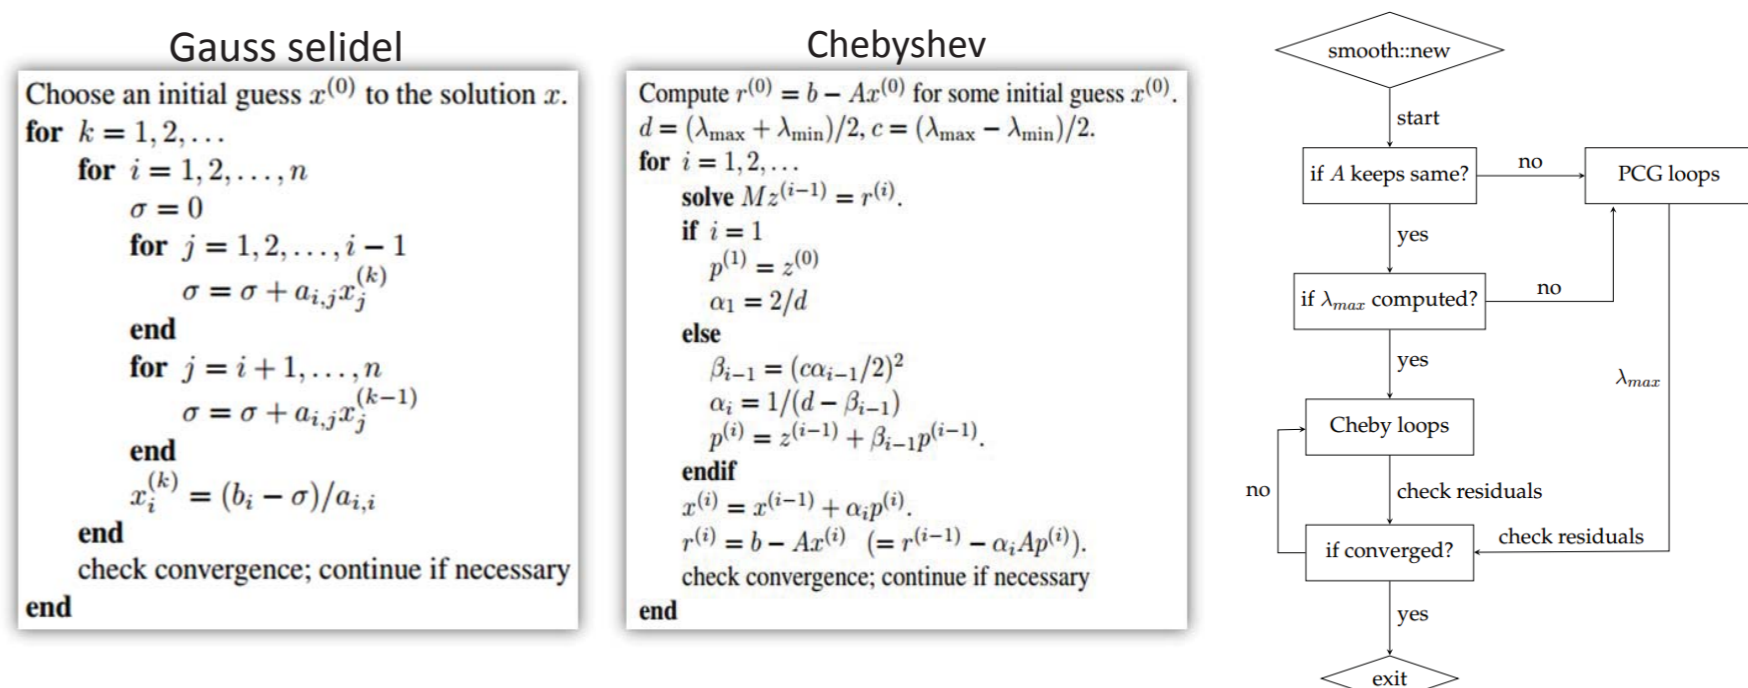 Gauss selidel
Choose an initial guess x^(0) to the solution x.
for k = 1, 2, . . .
for i = 1, 2, . . . , n
σ = 0
for j = 1, 2, . . . , i − 1
σ = σ + a_{i,j}x_j^(k)
end
for j = i + 1, . . . , n
σ = σ + a_{i,j}x_j^(k−1)
end
x_i^(k) = (b_i − σ)/a_{i,i}
end
check convergence; continue if necessary
end
Chebyshev
Compute r^(0) = b − Ax^(0) for some initial guess x^(0).
d = (λ_max + λ_min)/2, c = (λ_max − λ_min)/2.
for i = 1, 2, . . .
solve Mz^(i−1) = r^(i).
if i = 1
p^(1) = z^(0)
α_1 = 2/d
else
β_{i−1} = (cα_{i−1}/2)^2
α_i = 1/(d − β_{i−1})
p^(i) = z^(i−1) + β_{i−1}p^(i−1).
endif
x^(i) = x^(i−1) + α_i p^(i).
r^(i) = b − Ax^(i) (= r^(i−1) − α_i Ap^(i)).
check convergence; continue if necessary
end
smooth::new
start
if A keeps same?
no
PCG loops
yes
if λ_max computed?
no
yes
λ_max
Cheby loops
no
check residuals
if converged?
check residuals
yes
exit